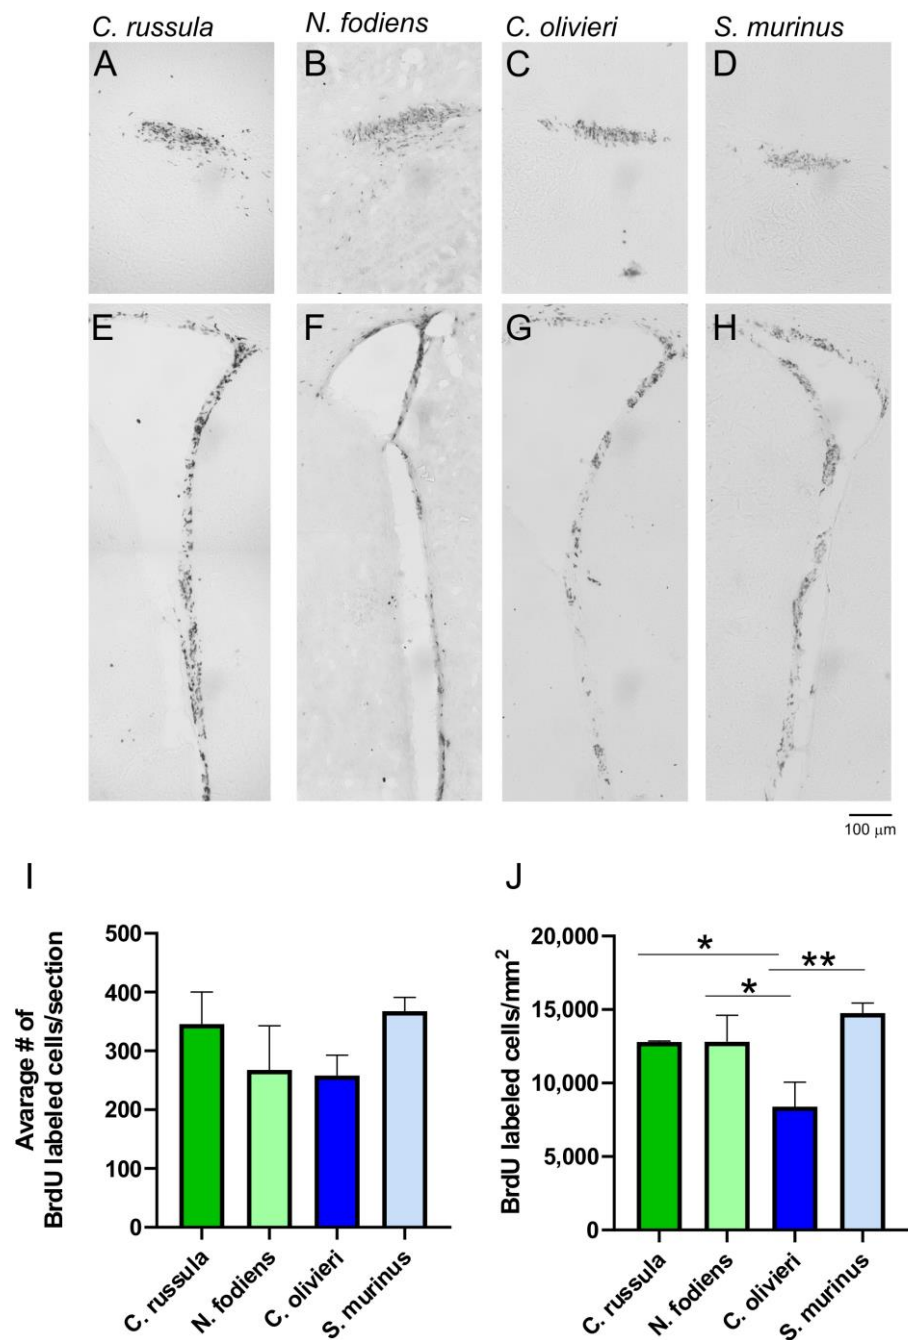 C. russula N. fodiens C. olivieri S. murinus
A B C D
E F G H
100 μm
I J
500
400
300
200
100
0
Avarage # of
BrdU labeled cells/section
C. russula N. fodiens C. olivieri S. murinus
20,000
15,000
10,000
5,000
0
BrdU labeled cells/mm²
* * **
C. russula N. fodiens C. olivieri S. murinus